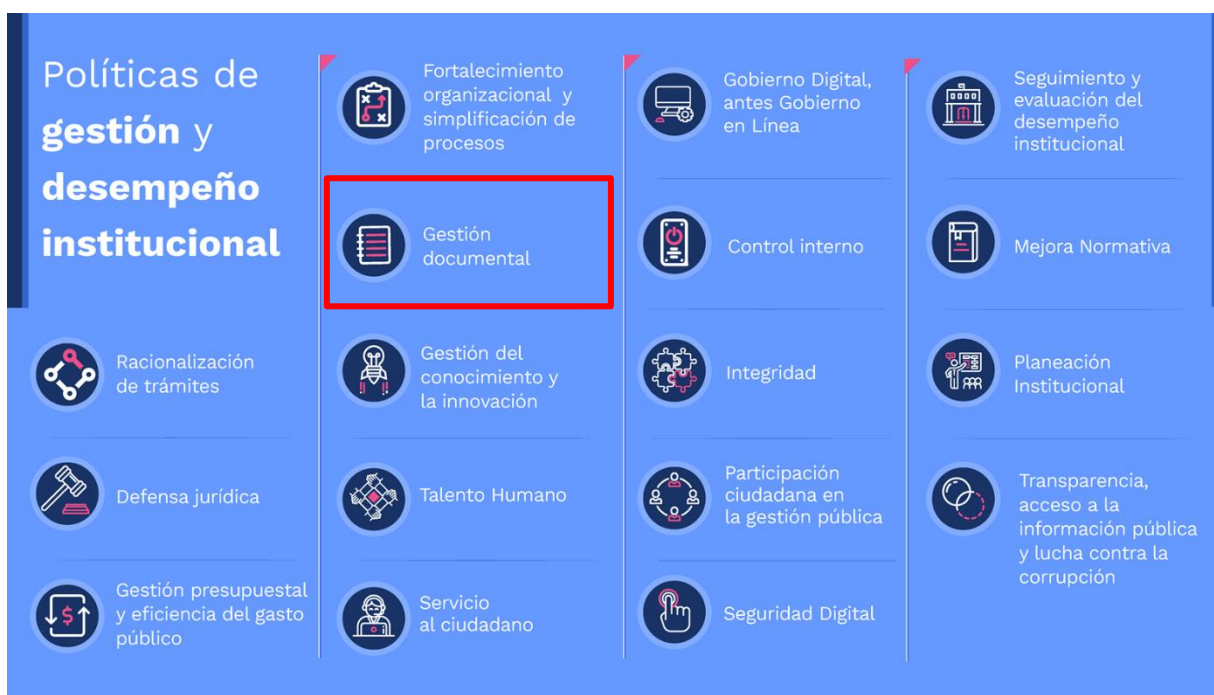 Políticas de
gestión y
desempeño
institucional
Racionalización
de trámites
Defensa jurídica
Gestión presupuestal
y eficiencia del gasto
público
Fortalecimiento
organizacional y
simplificación de
procesos
Gestión
documental
Gestión del
conocimiento y
la innovación
Talento Humano
Servicio
al ciudadano
Gobierno Digital,
antes Gobierno
en Línea
Control interno
Integridad
Participación
ciudadana en
la gestión pública
Seguridad Digital
Seguimiento y
evaluación del
desempeño
institucional
Mejora Normativa
Planeación
Institucional
Transparencia,
acceso a la
información pública
y lucha contra la
corrupción